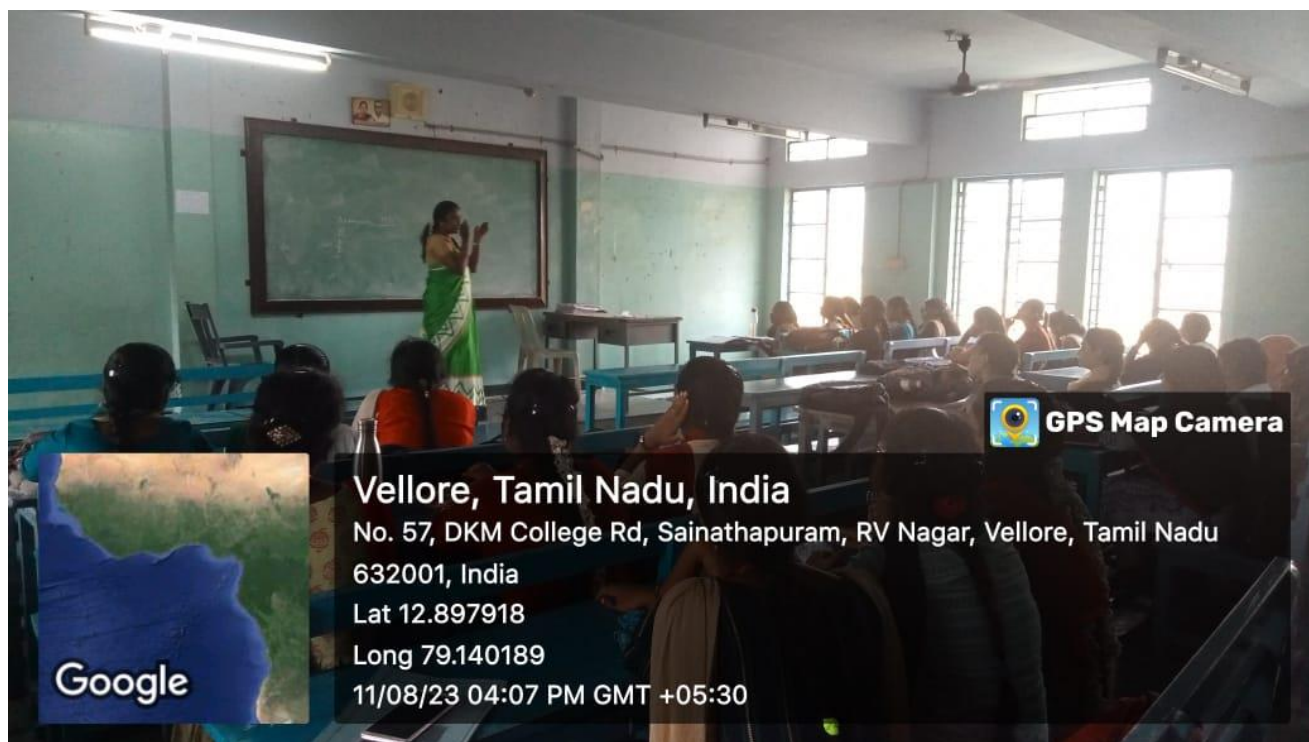 GPS Map Camera
Vellore, Tamil Nadu, India
No. 57, DKM College Rd, Sainathapuram, RV Nagar, Vellore, Tamil Nadu
632001, India
Lat 12.897918
Long 79.140189
11/08/23 04:07 PM GMT +05:30
Google